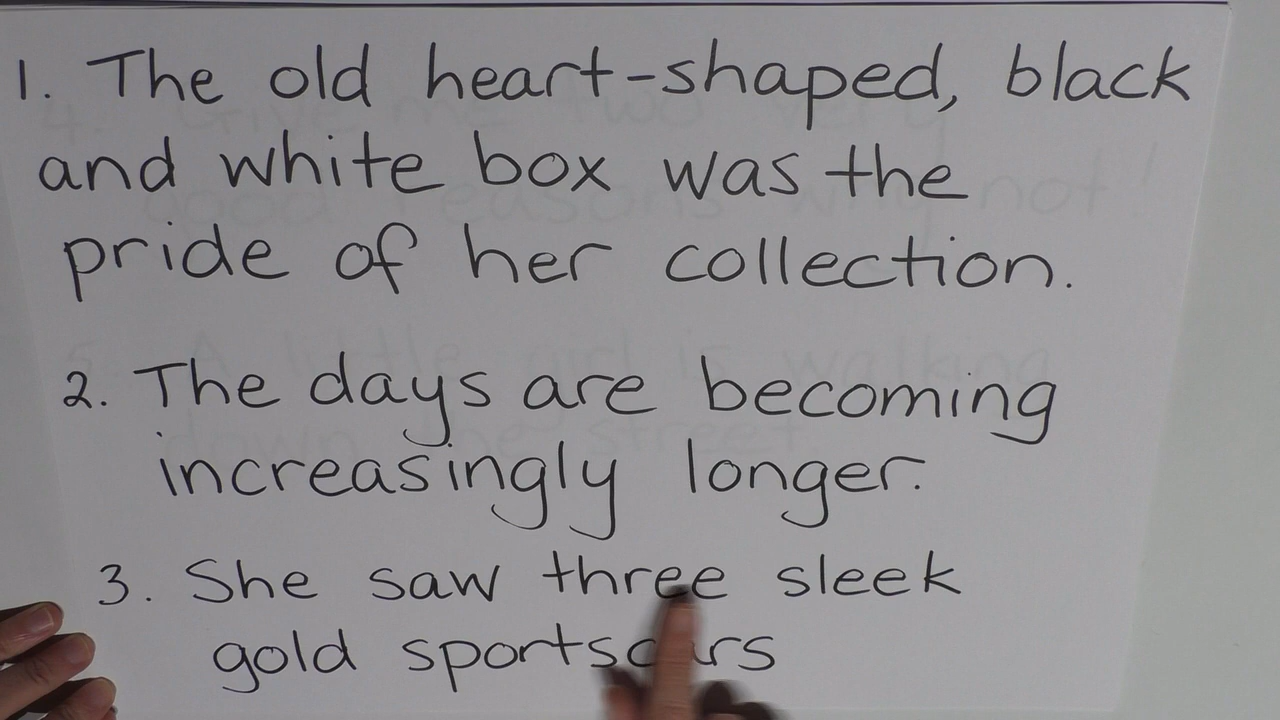 1. The old heart-shaped, black
and white box was the
pride of her collection.
2. The days are becoming
increasingly longer.
3. She saw three sleek
gold sportscars